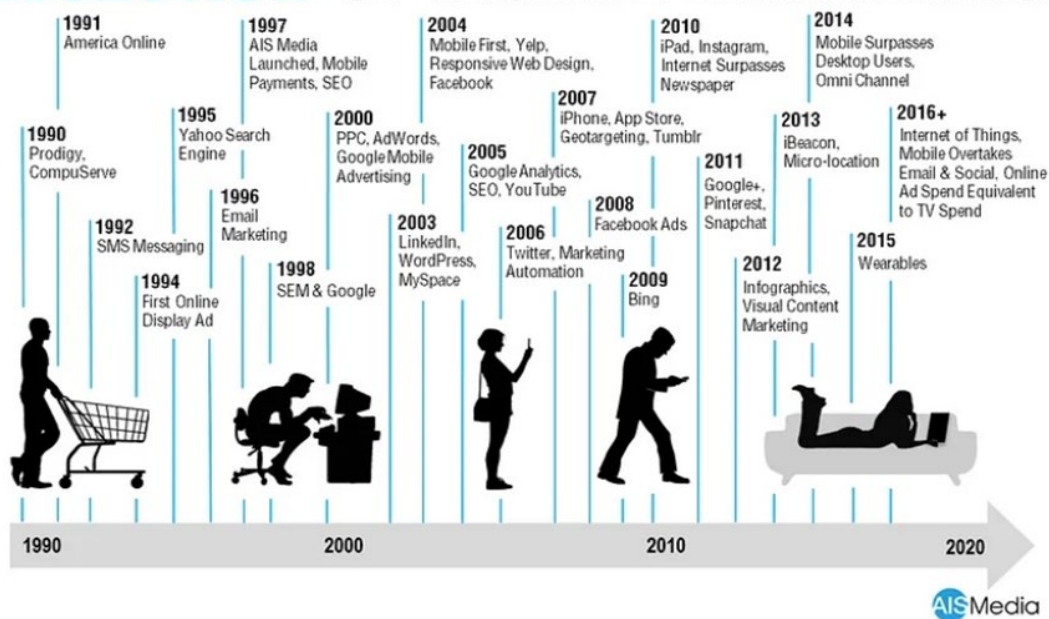 1990
Prodigy,
CompuServe
1991
America Online
1992
SMS Messaging
1994
First Online
Display Ad
1995
Yahoo Search
Engine
1996
Email
Marketing
1997
AIS Media
Launched, Mobile
Payments, SEO
1998
SEM & Google
2000
PPC, AdWords,
Google Mobile
Advertising
2003
LinkedIn,
WordPress,
MySpace
2004
Mobile First, Yelp,
Responsive Web Design,
Facebook
2005
Google Analytics,
SEO, YouTube
2006
Twitter, Marketing
Automation
2007
iPhone, App Store,
Geotargeting, Tumblr
2008
Facebook Ads
2009
Bing
2010
iPad, Instagram,
Internet Surpasses
Newspaper
2011
Google+,
Pinterest,
Snapchat
2012
Infographics,
Visual Content
Marketing
2013
iBeacon,
Micro-location
2014
Mobile Surpasses
Desktop Users,
Omni Channel
2015
Wearables
2016+
Internet of Things,
Mobile Overtakes
Email & Social, Online
Ad Spend Equivalent
to TV Spend
1990
2000
2010
2020
AISMedia